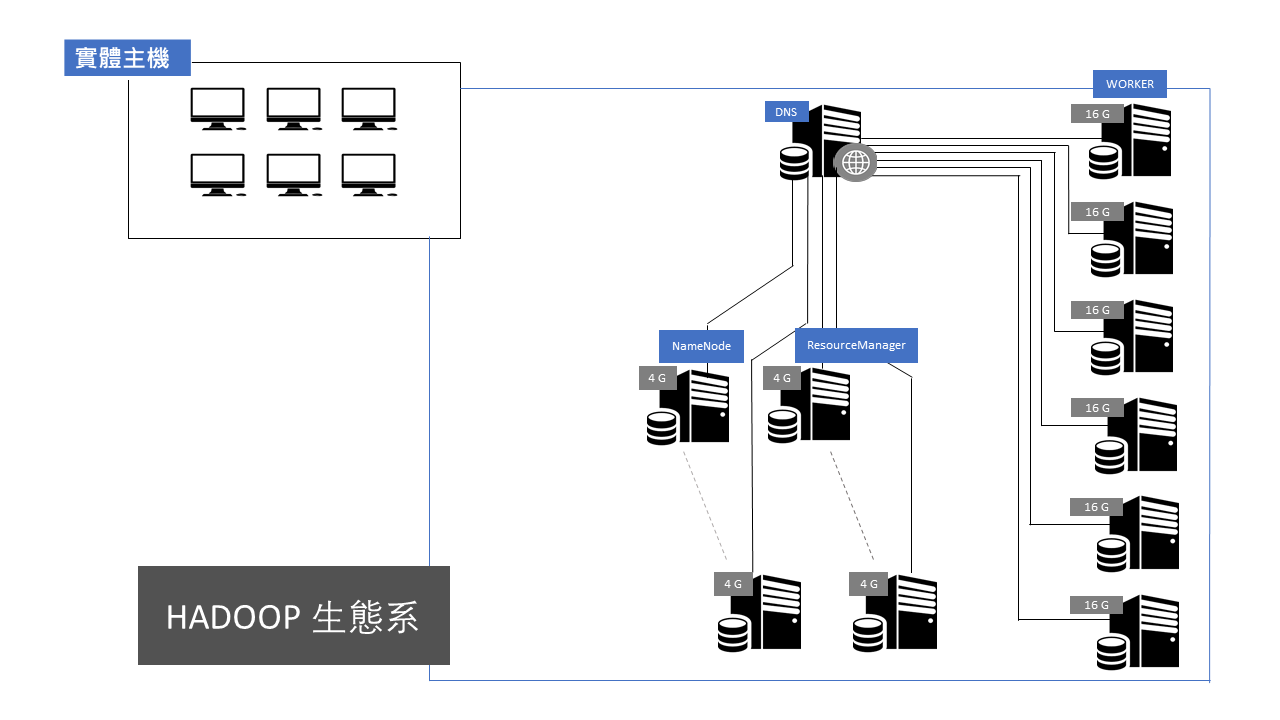 實體主機
WORKER
DNS
16 G
16 G
16 G
NameNode
ResourceManager
4 G
4 G
16 G
16 G
4 G
4 G
16 G
HADOOP 生態系